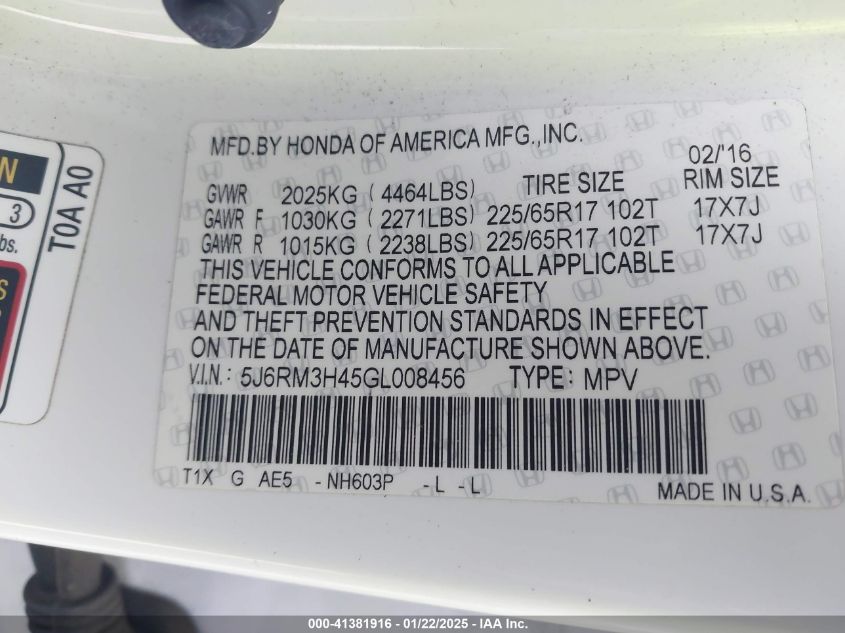 MFD.BY HONDA OF AMERICA MFG.,INC.
02/'16
GVWR 2025KG (4464LBS) TIRE SIZE RIM SIZE
GAWR F 1030KG (2271LBS) 225/65R17 102T 17X7J
GAWR R 1015KG (2238LBS) 225/65R17 102T 17X7J
THIS VEHICLE CONFORMS TO ALL APPLICABLE
FEDERAL MOTOR VEHICLE SAFETY
AND THEFT PREVENTION STANDARDS IN EFFECT
ON THE DATE OF MANUFACTURE SHOWN ABOVE.
V.I.N.: 5J6RM3H45GL008456 TYPE: MPV
T1X G AE5 -NH603P -L -L
MADE IN U.S.A.
N
3
bs.
S
T0A A0
000-41381916 - 01/22/2025 - IAA Inc.